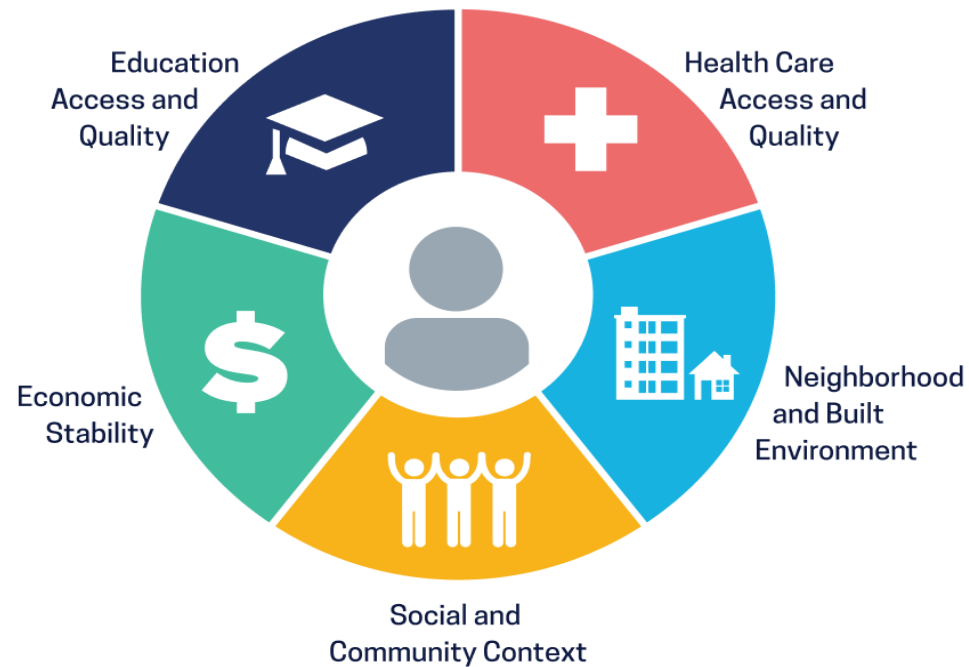 Education
Access and
Quality
Health Care
Access and
Quality
Economic
Stability
Neighborhood
and Built
Environment
Social and
Community Context